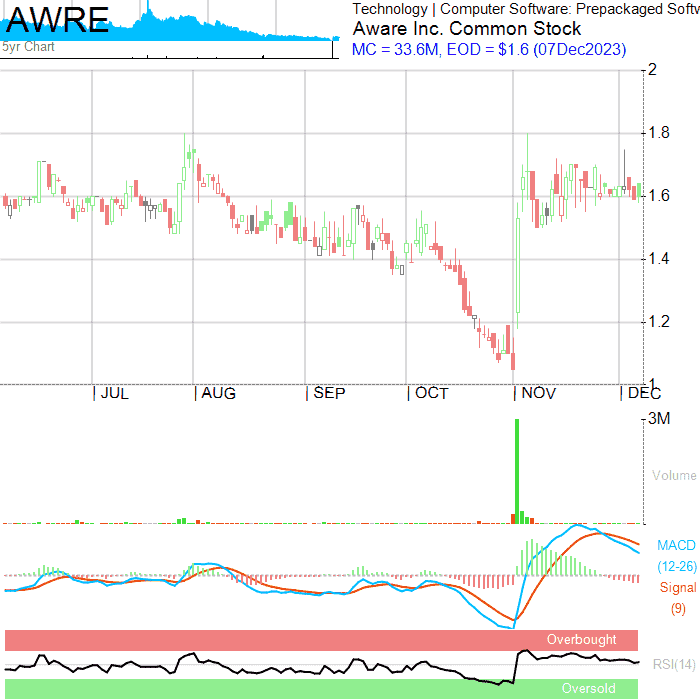 AWRE
5yr Chart
Technology | Computer Software: Prepackaged Softw
Aware Inc. Common Stock
MC = 33.6M, EOD = $1.6 (07Dec2023)
2
1.8
1.6
1.4
1.2
1
JUL AUG SEP OCT NOV DEC
3M
Volume
MACD
(12-26)
Signal
(9)
Overbought
RSI(14)
Oversold